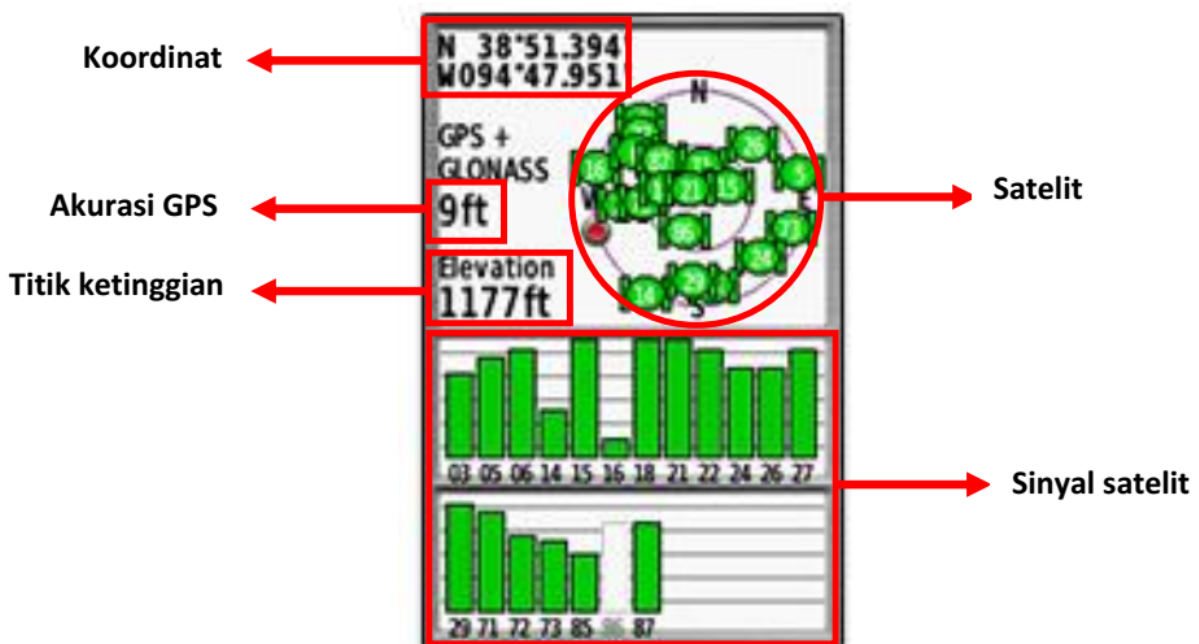 Koordinat
N 38°51.394'
W094°47.951'
N
GPS +
GLONASS
Akurasi GPS
9ft
Satelit
Titik ketinggian
Elevation
1177ft
26
5
16
21
15
29
14
S
03 05 06 14 15 16 18 21 22 24 26 27
Sinyal satelit
29 71 72 73 85 86 87